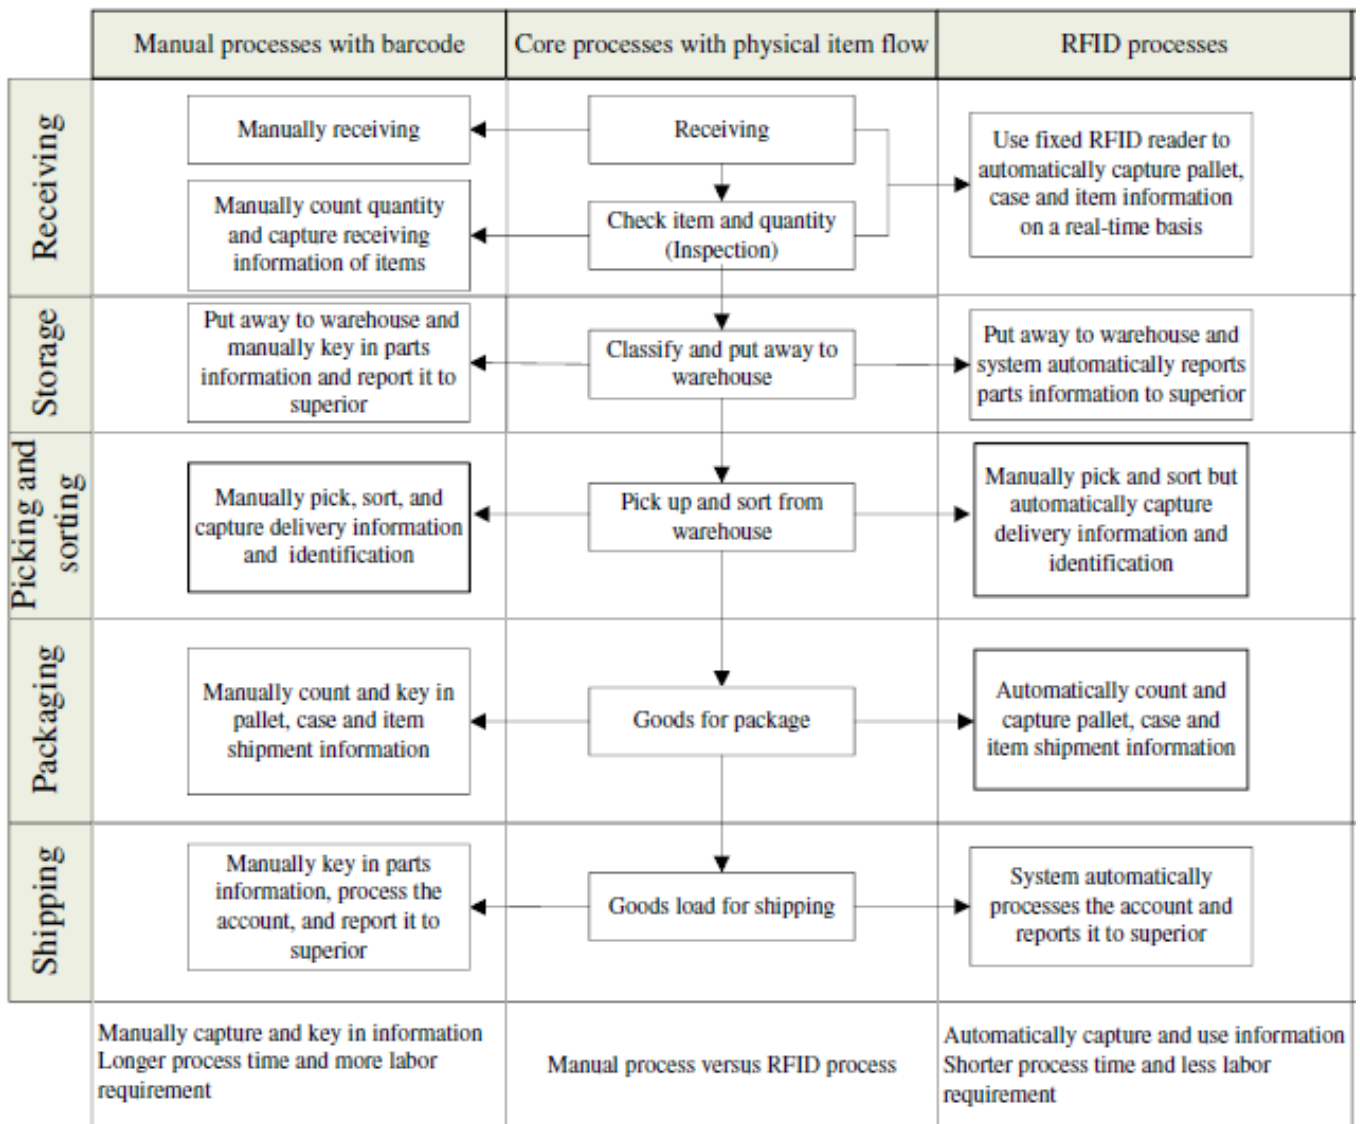 Manual processes with barcode
Core processes with physical item flow
RFID processes
Receiving
Manually receiving
Receiving
Use fixed RFID reader to
automatically capture pallet,
case and item information
on a real-time basis
Manually count quantity
and capture receiving
information of items
Check item and quantity
(Inspection)
Storage
Put away to warehouse and
manually key in parts
information and report it to
superior
Classify and put away to
warehouse
Put away to warehouse and
system automatically reports
parts information to superior
Picking and
sorting
Manually pick, sort, and
capture delivery information
and identification
Pick up and sort from
warehouse
Manually pick and sort but
automatically capture
delivery information and
identification
Packaging
Manually count and key in
pallet, case and item
shipment information
Goods for package
Automatically count and
capture pallet, case and
item shipment information
Shipping
Manually key in parts
information, process the
account, and report it to
superior
Goods load for shipping
System automatically
processes the account and
reports it to superior
Manually capture and key in information
Longer process time and more labor
requirement
Manual process versus RFID process
Automatically capture and use information
Shorter process time and less labor
requirement